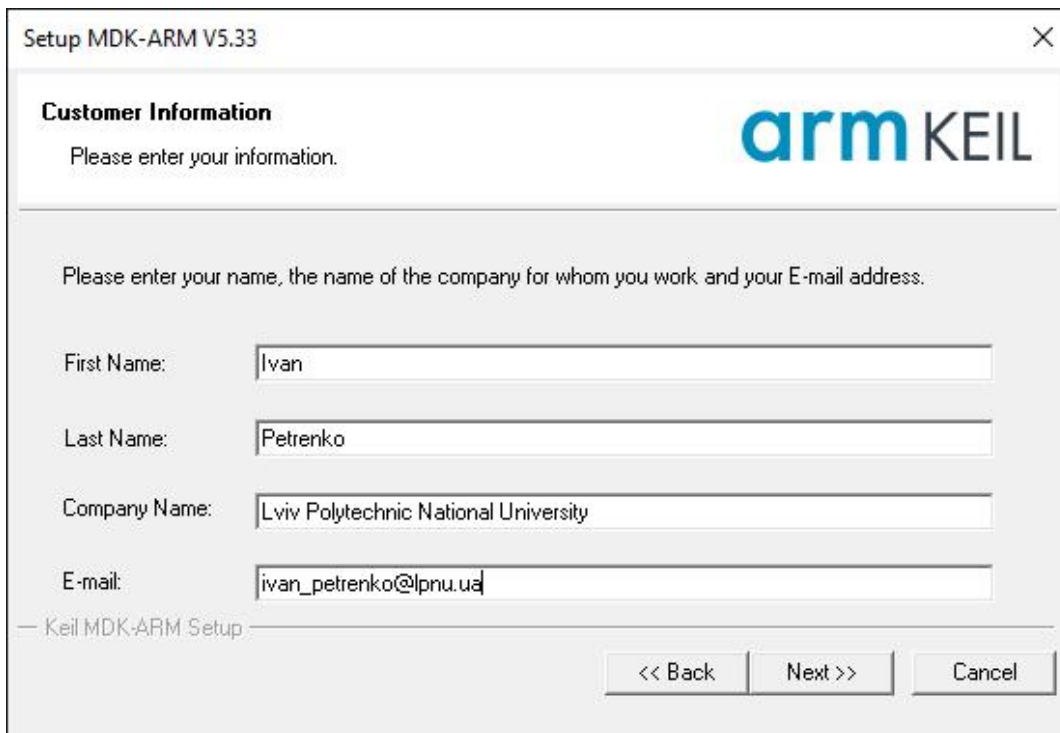 Setup MDK-ARM V5.33
Customer Information
Please enter your information.
arm KEIL
Please enter your name, the name of the company for whom you work and your E-mail address.
First Name: Ivan
Last Name: Petrenko
Company Name: Lviv Polytechnic National University
E-mail: ivan_petrenko@lpnu.ua
Keil MDK-ARM Setup
<< Back Next >> Cancel